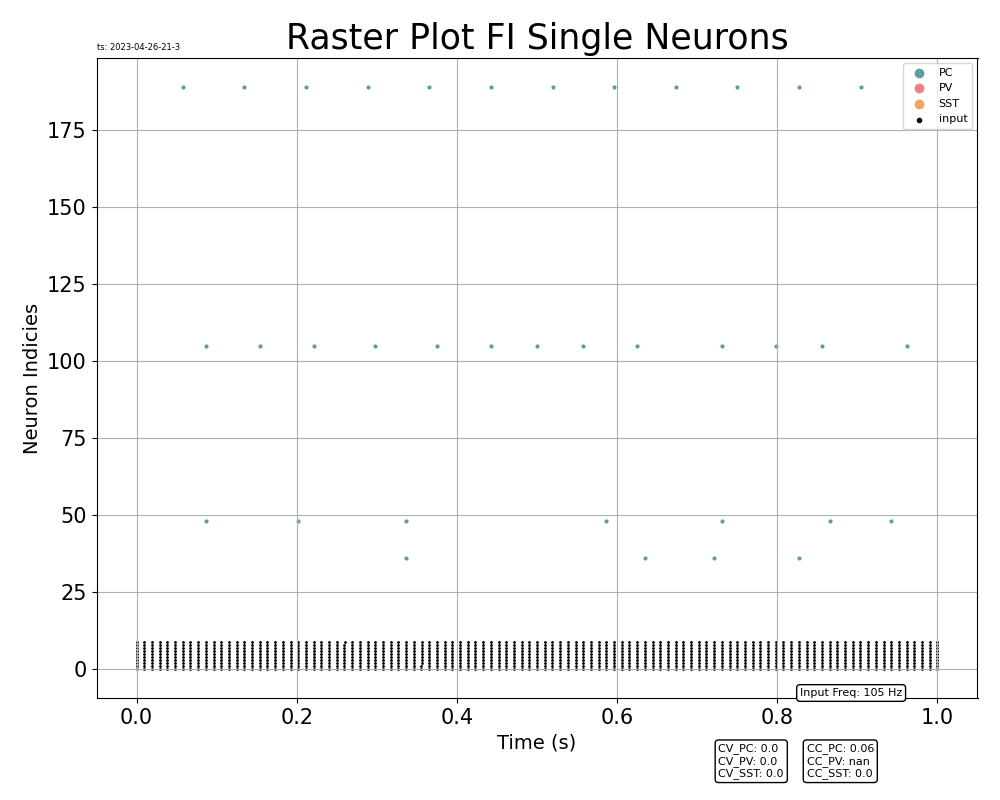 Raster Plot FI Single Neurons
ts: 2023-04-26-21-3
PC
PV
SST
input
175
150
125
100
75
50
25
0
Neuron Indicies
Input Freq: 105 Hz
0.0 0.2 0.4 0.6 0.8 1.0
Time (s)
CV_PC: 0.0
CV_PV: 0.0
CV_SST: 0.0
CC_PC: 0.06
CC_PV: nan
CC_SST: 0.0